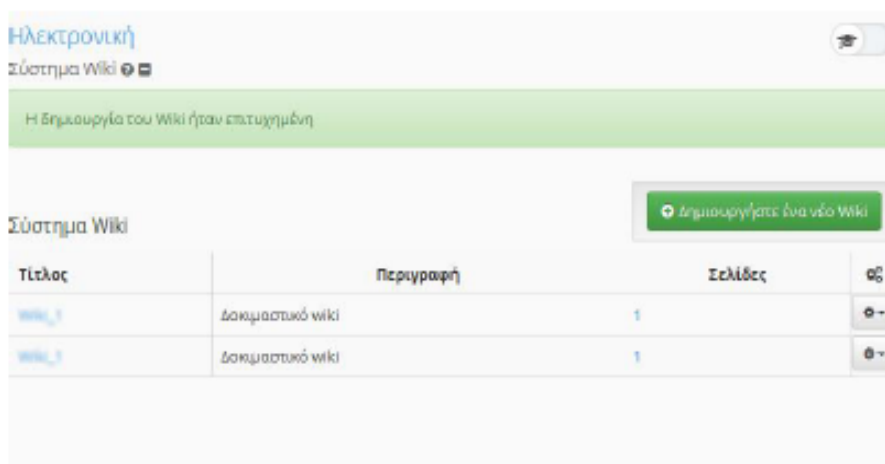 Ηλεκτρονική
Σύστημα Wiki
Η δημιουργία του Wiki ήταν επιτυχημένη
Σύστημα Wiki
Δημιουργήστε ένα νέο Wiki
Τίτλος Περιγραφή Σελίδες
Wiki_1 Δοκιμαστικό wiki 1
Wiki_1 Δοκιμαστικό wiki 1